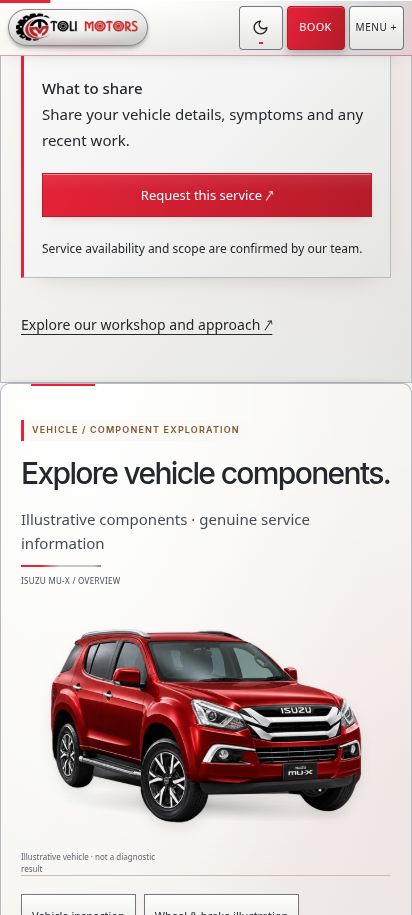 TOLI MOTORS
BOOK
MENU +
What to share
Share your vehicle details, symptoms and any
recent work.
Request this service ↗
Service availability and scope are confirmed by our team.
Explore our workshop and approach ↗
VEHICLE / COMPONENT EXPLORATION
Explore vehicle components.
Illustrative components · genuine service
information
ISUZU MU-X / OVERVIEW
ISUZU
ISUZU
mu-x
Illustrative vehicle · not a diagnostic
result
Vehicle inspection
Wheel & brake illustration